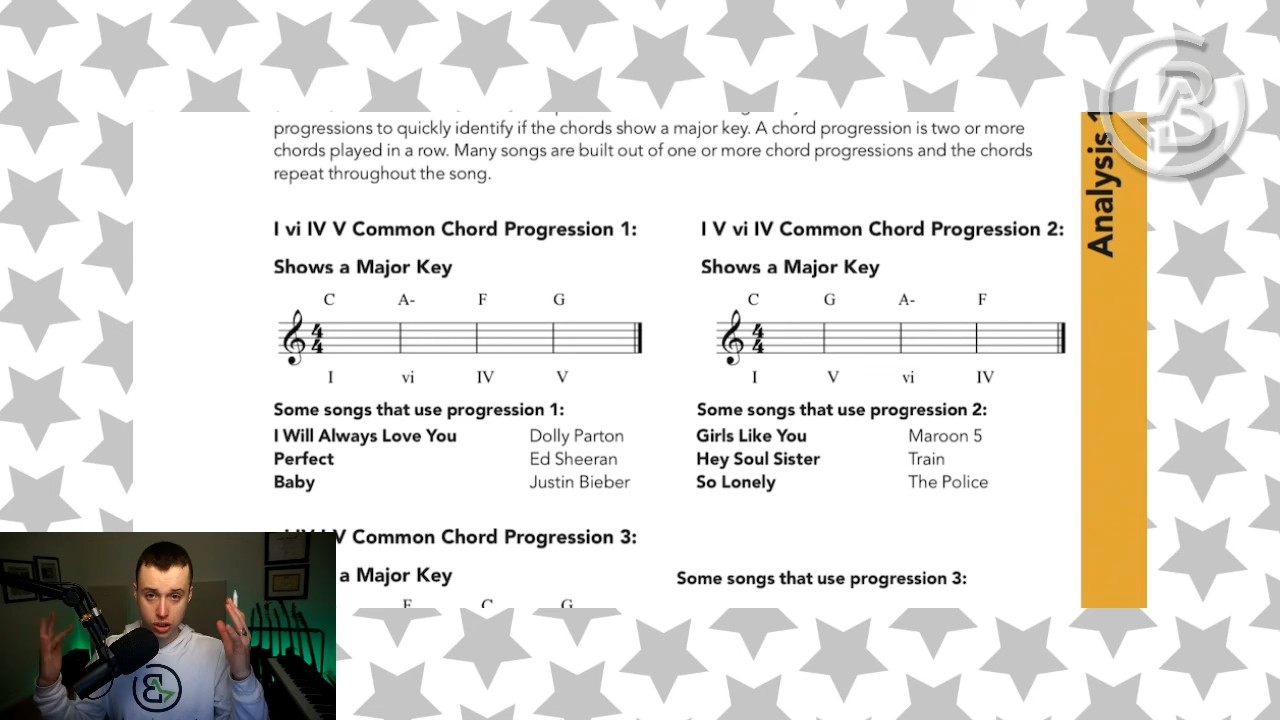 progressions to quickly identify if the chords show a major key. A chord progression is two or more
chords played in row. Many songs are built out of one or more chord progressions and the chords
repeat throughout the song.
Analysis 1
I vi IV V Common Chord Progression 1:
Shows a Major Key
C A- F G
4
4
I vi IV V
Some songs that use progression 1:
I Will Always Love You Dolly Parton
Perfect Ed Sheeran
Baby Justin Bieber
I V vi IV Common Chord Progression 2:
Shows a Major Key
C G A- F
4
4
I V vi IV
Some songs that use progression 2:
Girls Like You Maroon 5
Hey Soul Sister Train
So Lonely The Police
V Common Chord Progression 3:
a Major Key
F C G
Some songs that use progression 3: